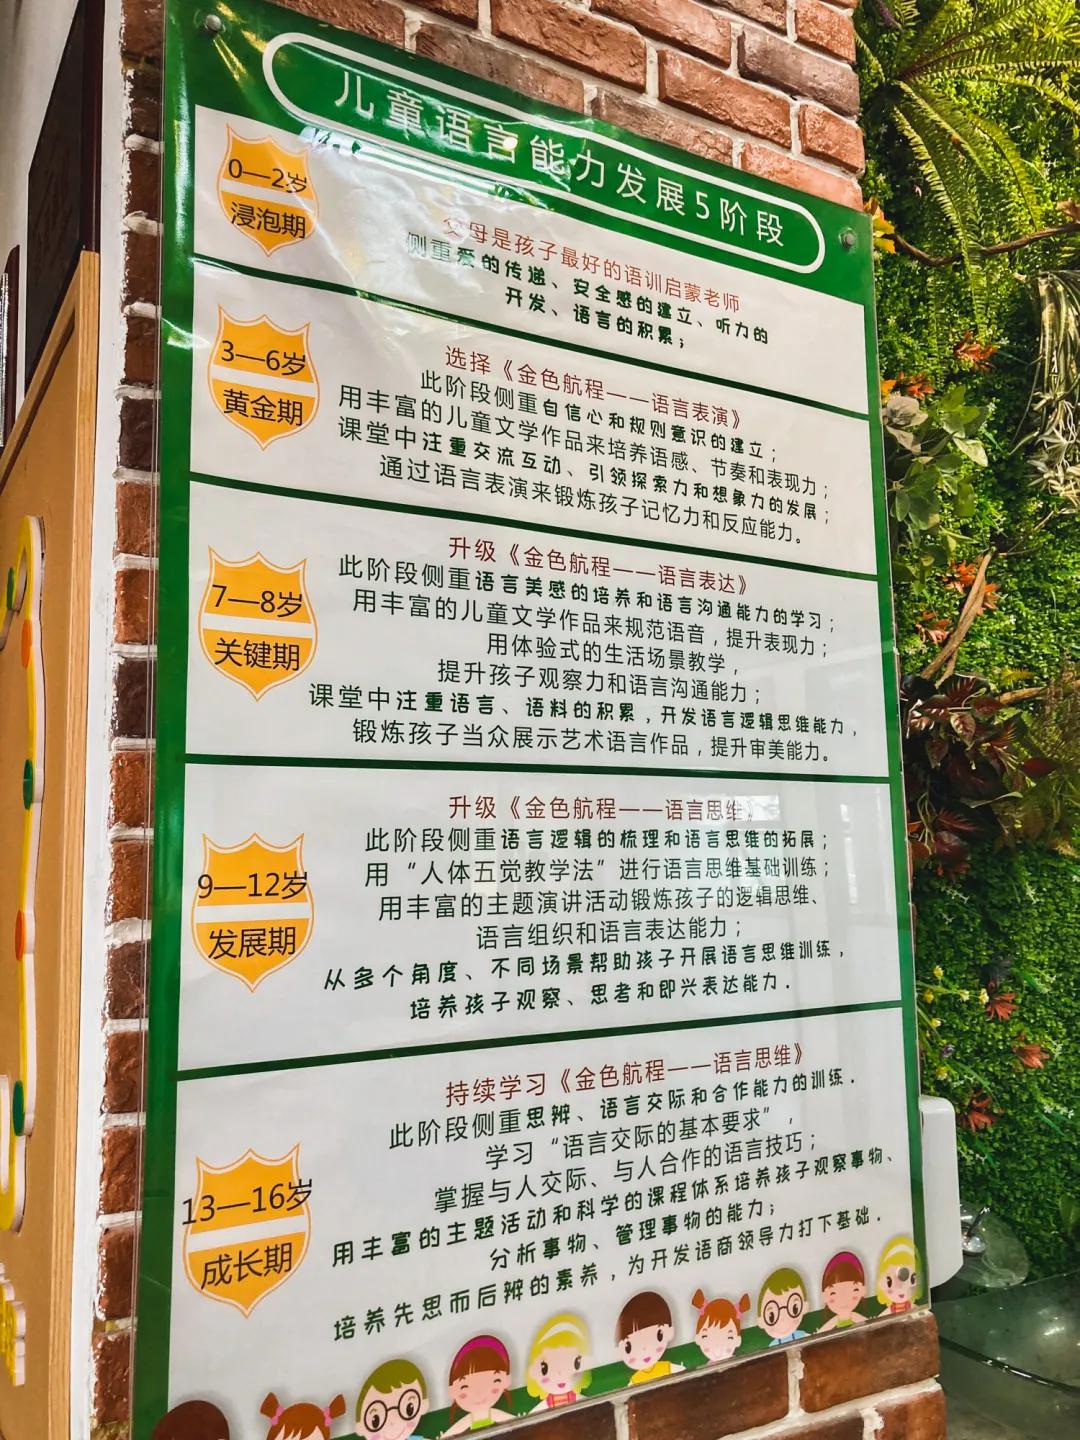 儿童语言能力发展5阶段
0—2岁
浸泡期
父母是孩子最好的语训启蒙老师
侧重爱的传递、安全感的建立、听力的
开发、语言的积累；
3—6岁
黄金期
选择《金色航程——语言表演》
此阶段侧重自信心和规则意识的建立；
用丰富的儿童文学作品来培养语感、节奏和表现力；
课堂中注重交流互动、引领探索力和想象力的发展；
通过语言表演来锻炼孩子记忆力和反应能力。
7—8岁
关键期
升级《金色航程——语言表达》
此阶段侧重语言美感的培养和语言沟通能力的学习；
用丰富的儿童文学作品来规范语音，提升表现力；
用体验式的生活场景教学，
提升孩子观察力和语言沟通能力；
课堂中注重语言、语料的积累，开发语言逻辑思维能力，
锻炼孩子当众展示艺术语言作品，提升审美能力。
9—12岁
发展期
升级《金色航程——语言思维》
此阶段侧重语言逻辑的梳理和语言思维的拓展；
用“人体五觉教学法”进行语言思维基础训练；
用丰富的主题演讲活动锻炼孩子的逻辑思维、
语言组织和语言表达能力；
从多个角度、不同场景帮助孩子开展语言思维训练，
培养孩子观察、思考和即兴表达能力.
13—16岁
成长期
持续学习《金色航程——语言思维》
此阶段侧重思辨、语言交际和合作能力的训练.
学习“语言交际的基本要求”，
掌握与人交际、与人合作的语言技巧；
用丰富的主题活动和科学的课程体系培养孩子观察事物、
分析事物、管理事物的能力；
培养先思而后辨的素养，为开发语商领导力打下基础.